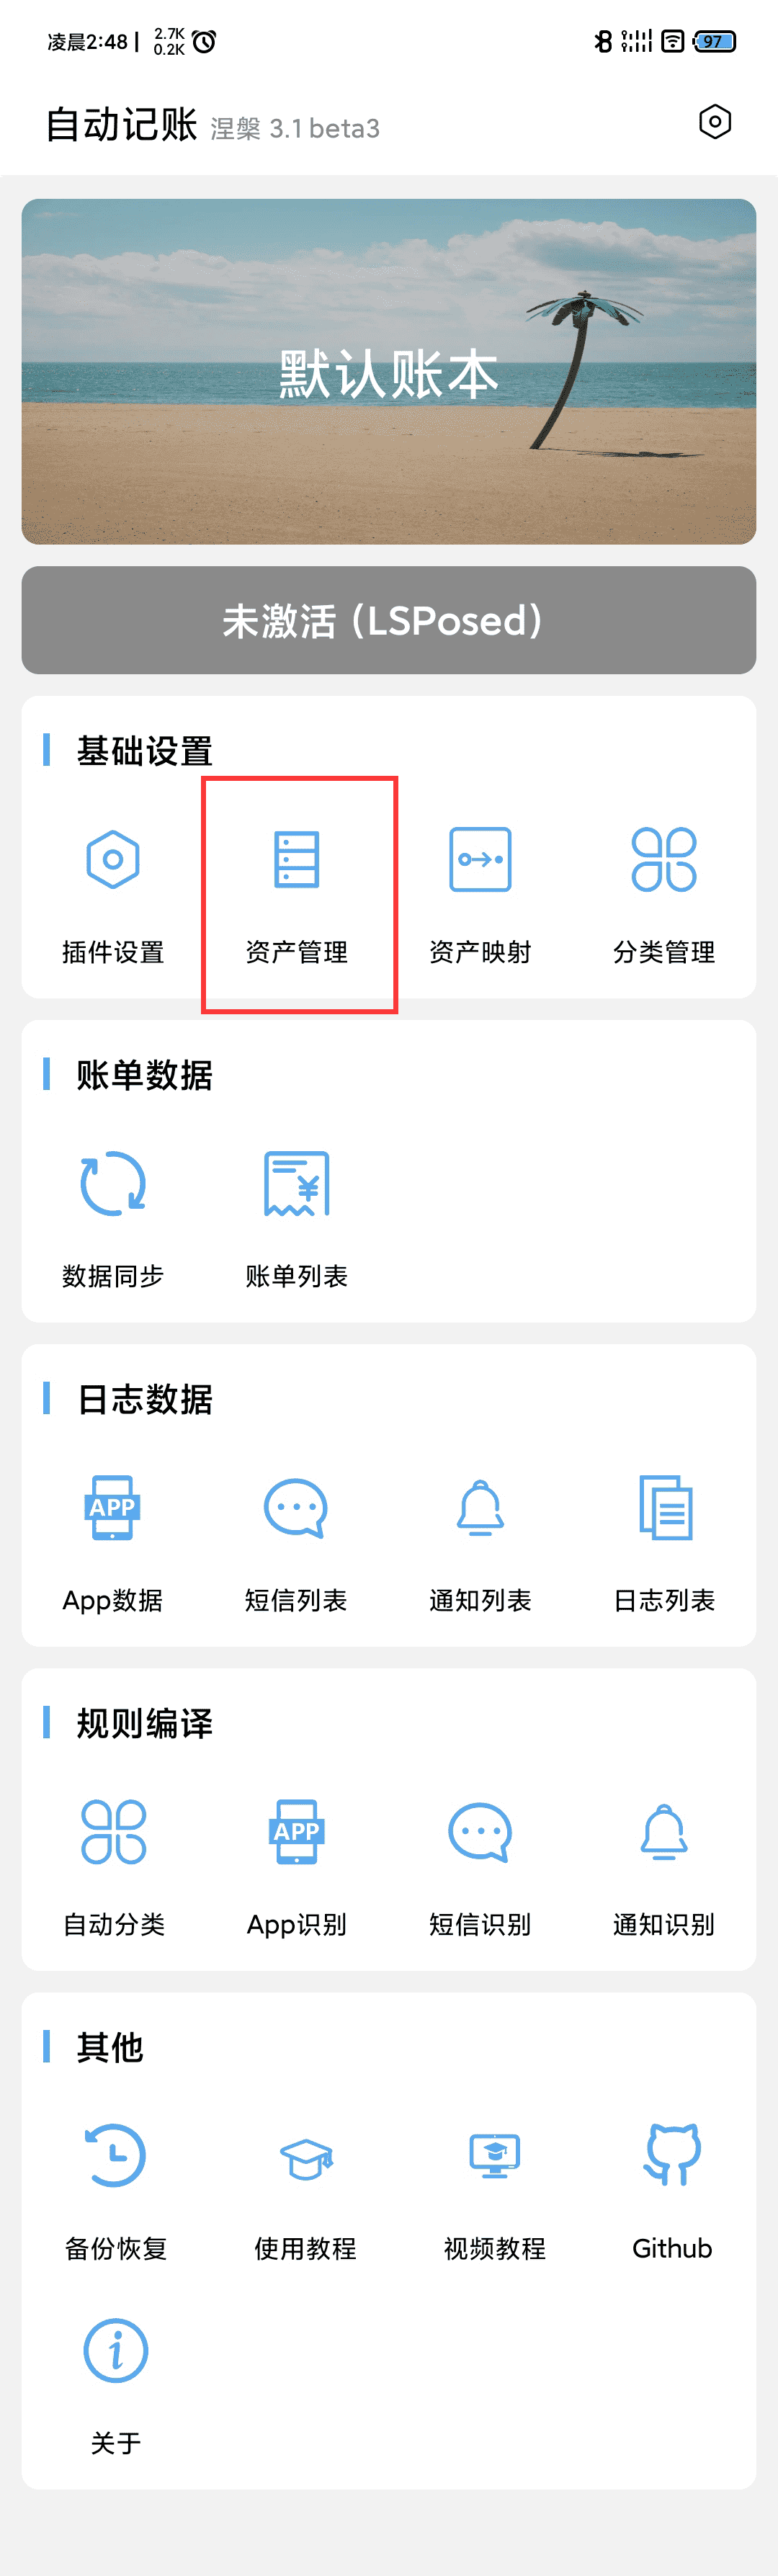 凌晨2:48 | 2.7K
0.2K
97
自动记账 涅槃 3.1 beta3
默认账本
未激活 (LSPosed)
基础设置
插件设置 资产管理 资产映射 分类管理
账单数据
数据同步 账单列表
日志数据
APP
App数据 短信列表 通知列表 日志列表
规则编译
APP
自动分类 App识别 短信识别 通知识别
其他
备份恢复 使用教程 视频教程 Github
关于